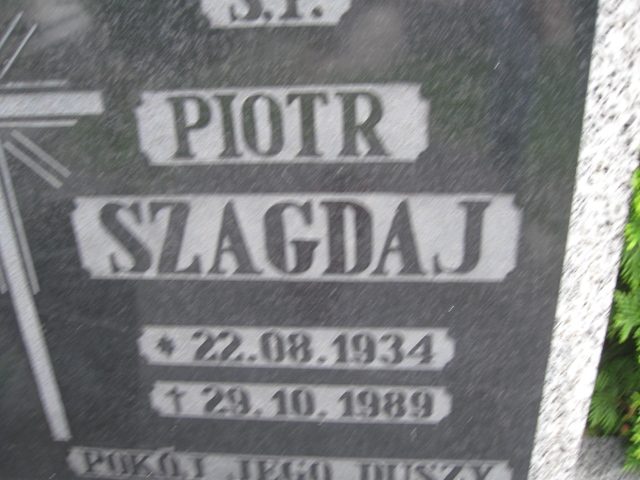 Ś.P.
PIOTR
SZAGDAJ
* 22.08.1934
† 29.10.1989
POKÓJ JEGO DUSZY